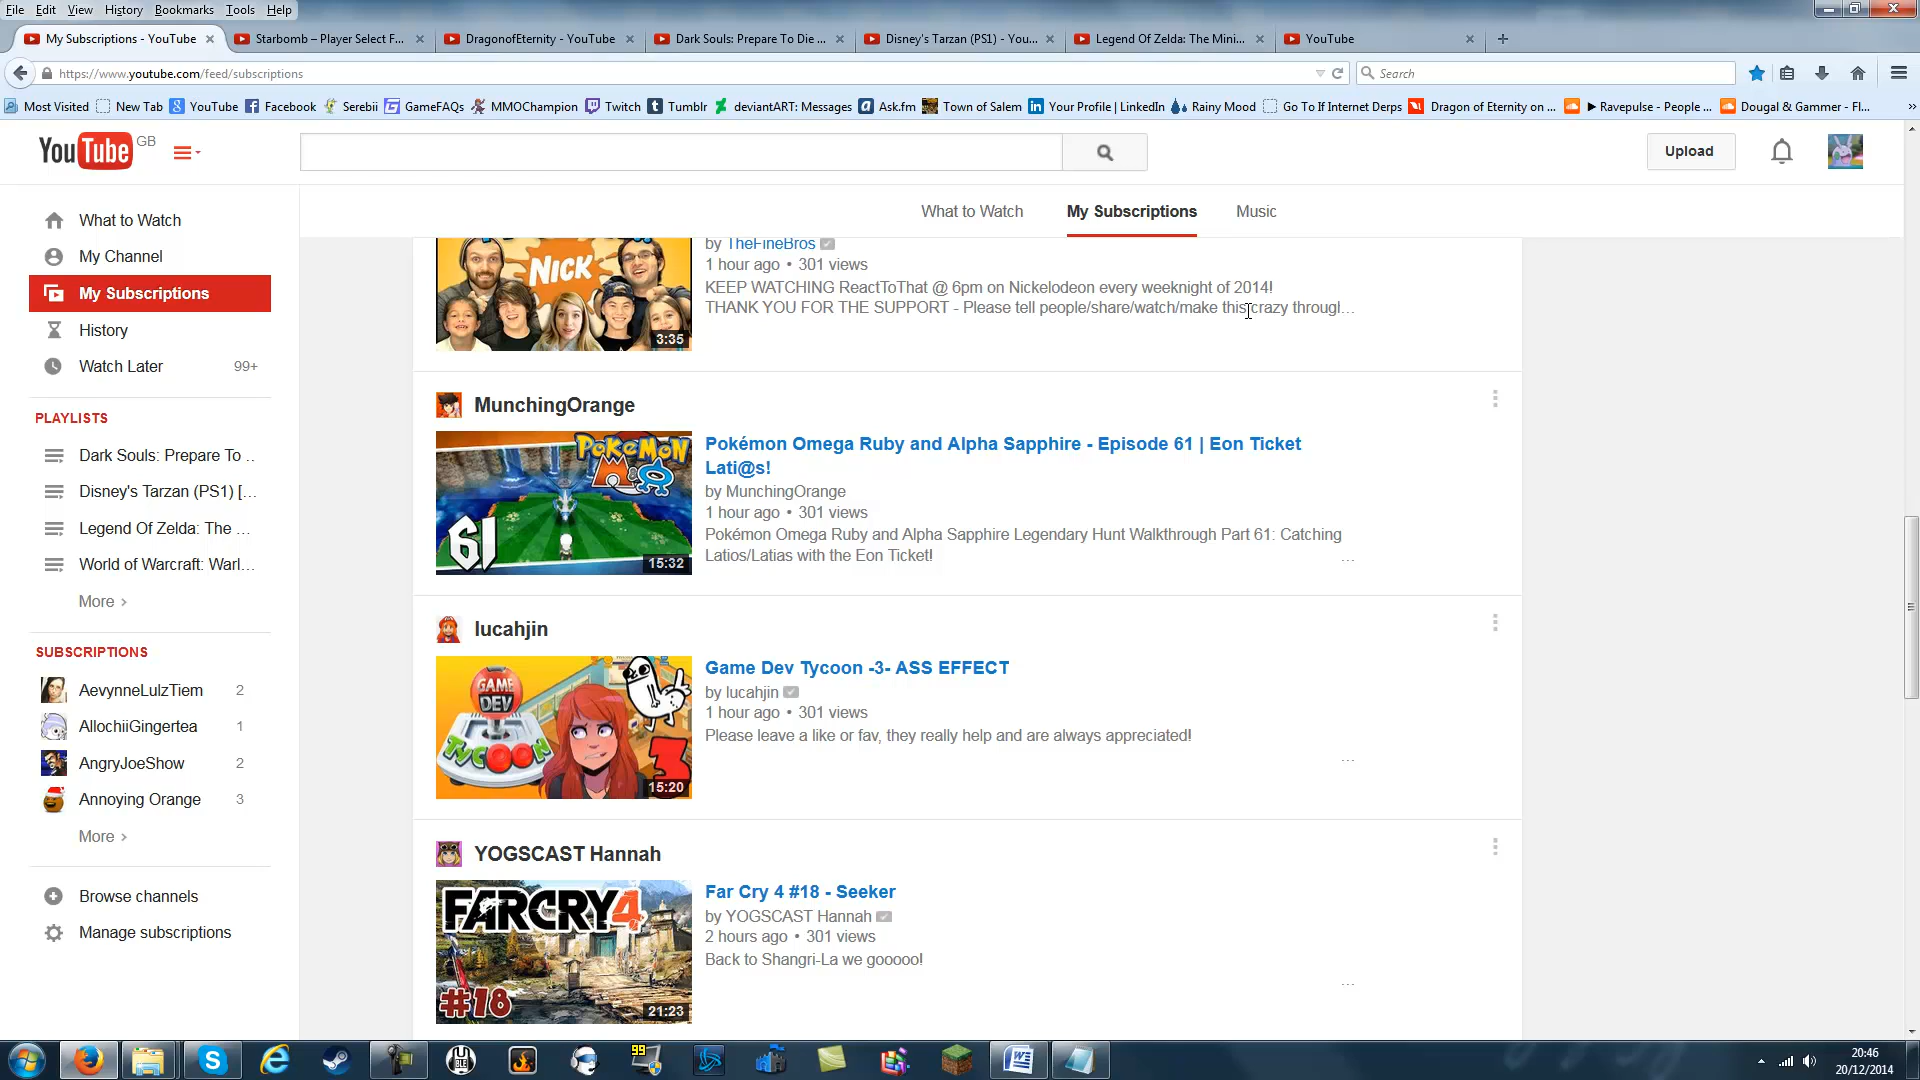 File Edit View History Bookmarks Tools Help
My Subscriptions - YouTube × Starbomb – Player Select F... × DragonofEternity - YouTube × Dark Souls: Prepare To Die ... × Disney's Tarzan (PS1) - You... × Legend Of Zelda: The Mini... × YouTube ×
https://www.youtube.com/feed/subscriptions
Search
Most Visited New Tab YouTube Facebook Serebii GameFAQs MMOChampion Twitch Tumblr deviantART: Messages Ask.fm Town of Salem Your Profile | LinkedIn Rainy Mood Go To If Internet Derps Dragon of Eternity on ... ▶ Ravepulse - People ... Dougal & Gammer - Fl... »
YouTube GB
Upload
What to Watch My Subscriptions Music
What to Watch
My Channel
My Subscriptions
History
Watch Later 99+
PLAYLISTS
Dark Souls: Prepare To ..
Disney's Tarzan (PS1) [...
Legend Of Zelda: The ...
World of Warcraft: Warl...
More ›
SUBSCRIPTIONS
AevynneLulzTiem 2
AllochiiGingertea 1
AngryJoeShow 2
Annoying Orange 3
More ›
Browse channels
Manage subscriptions
NICK
3:35
by TheFineBros
1 hour ago • 301 views
KEEP WATCHING ReactToThat @ 6pm on Nickelodeon every weeknight of 2014!
THANK YOU FOR THE SUPPORT - Please tell people/share/watch/make this crazy througl...
MunchingOrange
POKéMON
61
15:32
Pokémon Omega Ruby and Alpha Sapphire - Episode 61 | Eon Ticket
Lati@s!
by MunchingOrange
1 hour ago • 301 views
Pokémon Omega Ruby and Alpha Sapphire Legendary Hunt Walkthrough Part 61: Catching
Latios/Latias with the Eon Ticket!
...
lucahjin
GAME
DEV
TYCOON
3
15:20
Game Dev Tycoon -3- ASS EFFECT
by lucahjin
1 hour ago • 301 views
Please leave a like or fav, they really help and are always appreciated!
...
YOGSCAST Hannah
FARCRY4
#18
21:23
Far Cry 4 #18 - Seeker
by YOGSCAST Hannah
2 hours ago • 301 views
Back to Shangri-La we gooooo!
...
99
20:46
20/12/2014